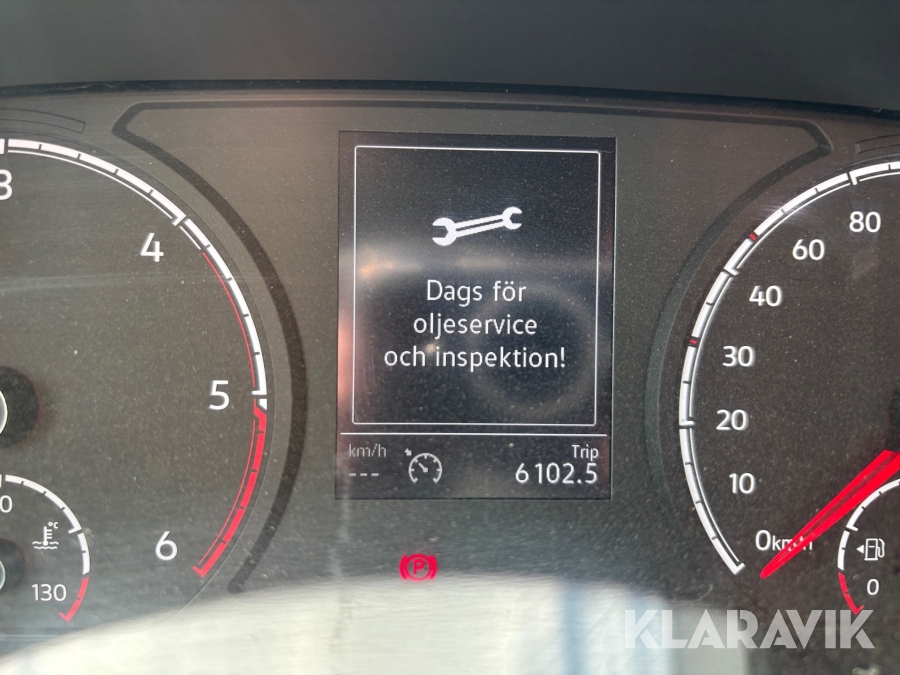 Dags för
oljeservice
och inspektion!
km/h
---
Trip
6102.5
3
4
5
6
°C
130
80
60
40
30
20
10
0km/h
0
P
KLARAVIK